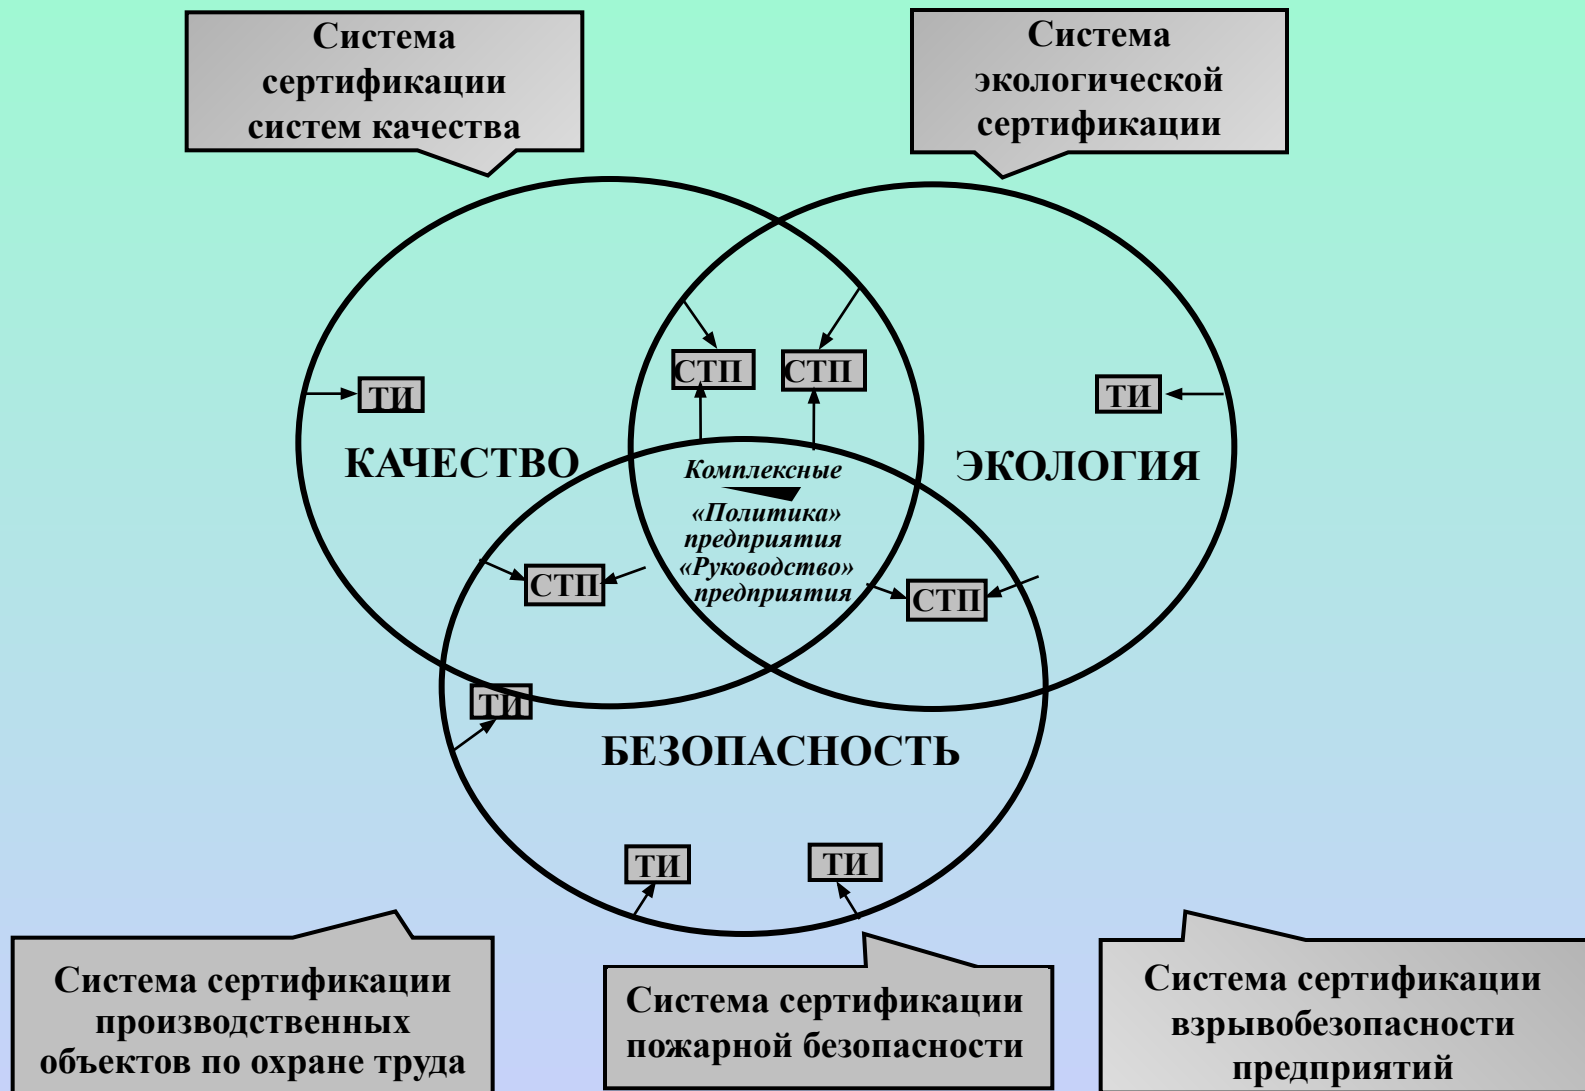 Система
сертификации
систем качества
Система
экологической
сертификации
СТП
СТП
ТИ
ТИ
КАЧЕСТВО
ЭКОЛОГИЯ
Комплексные
«Политика»
предприятия
«Руководство»
предприятия
СТП
СТП
ТИ
БЕЗОПАСНОСТЬ
ТИ
ТИ
Система сертификации
производственных
объектов по охране труда
Система сертификации
пожарной безопасности
Система сертификации
взрывобезопасности
предприятий